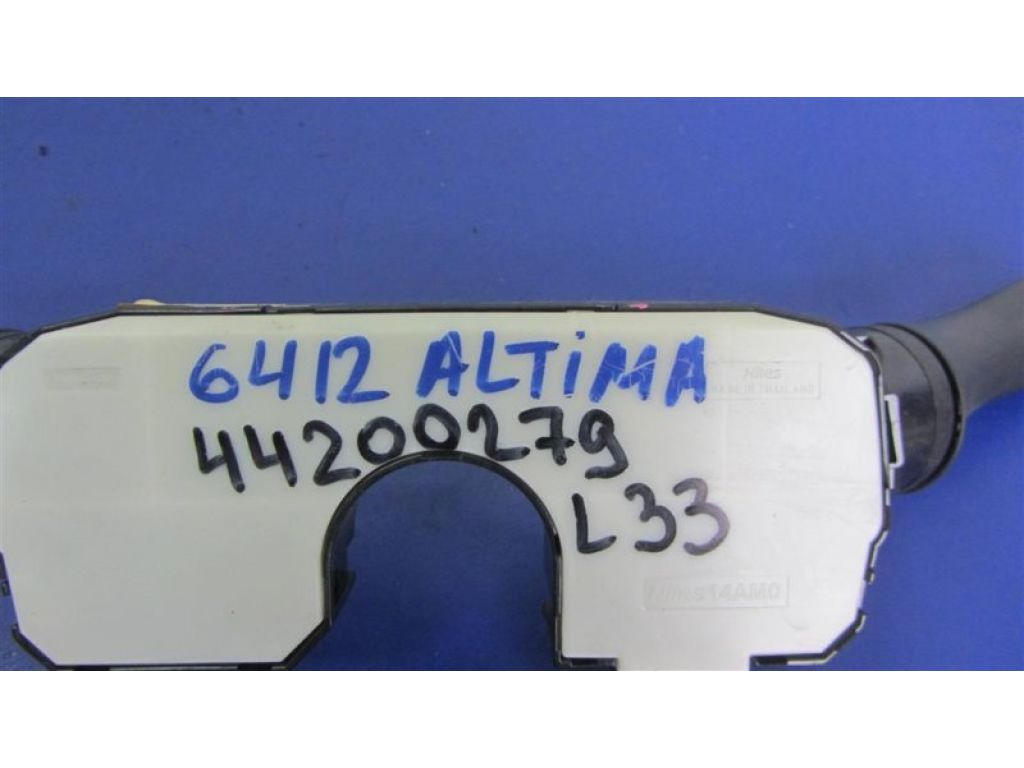 6412 ALTiMA
Niles
44200279
L33
Niles 14AM0